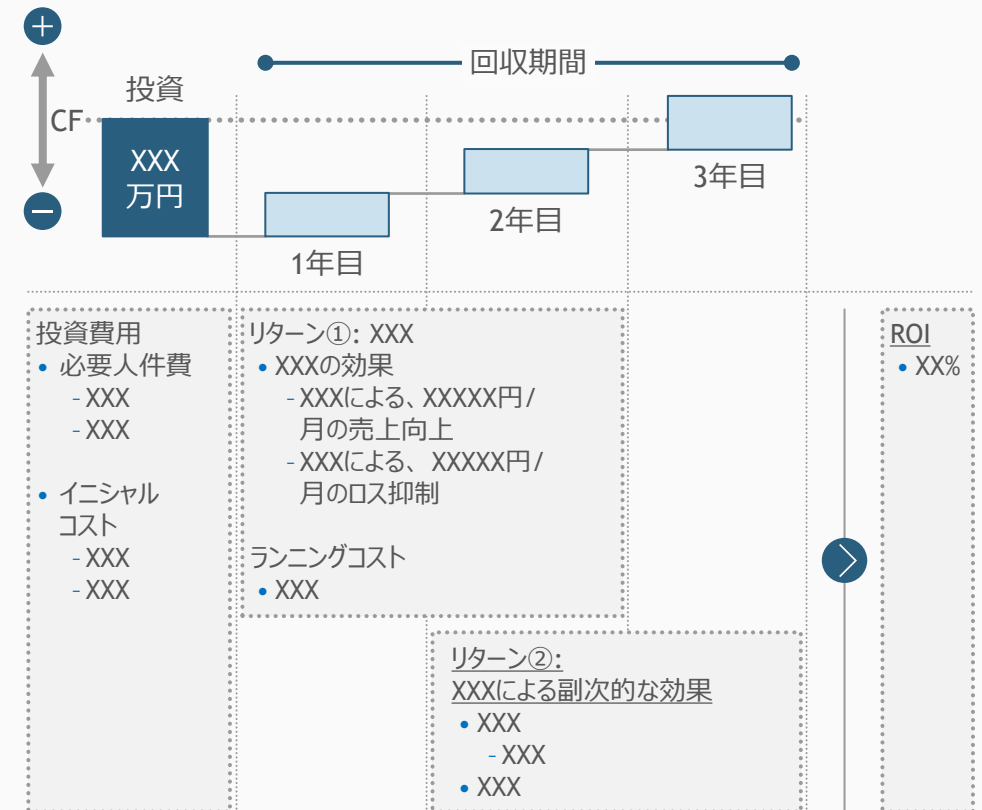 回収期間
投資
CF
XXX
万円
1年目
2年目
3年目
投資費用
• 必要人件費
- XXX
- XXX
• イニシャル
コスト
- XXX
- XXX
リターン①: XXX
• XXXの効果
- XXXによる、XXXXX円/
月の売上向上
- XXXによる、 XXXXX円/
月のロス抑制
ランニングコスト
• XXX
リターン②:
XXXによる副次的な効果
• XXX
- XXX
• XXX
ROI
• XX%